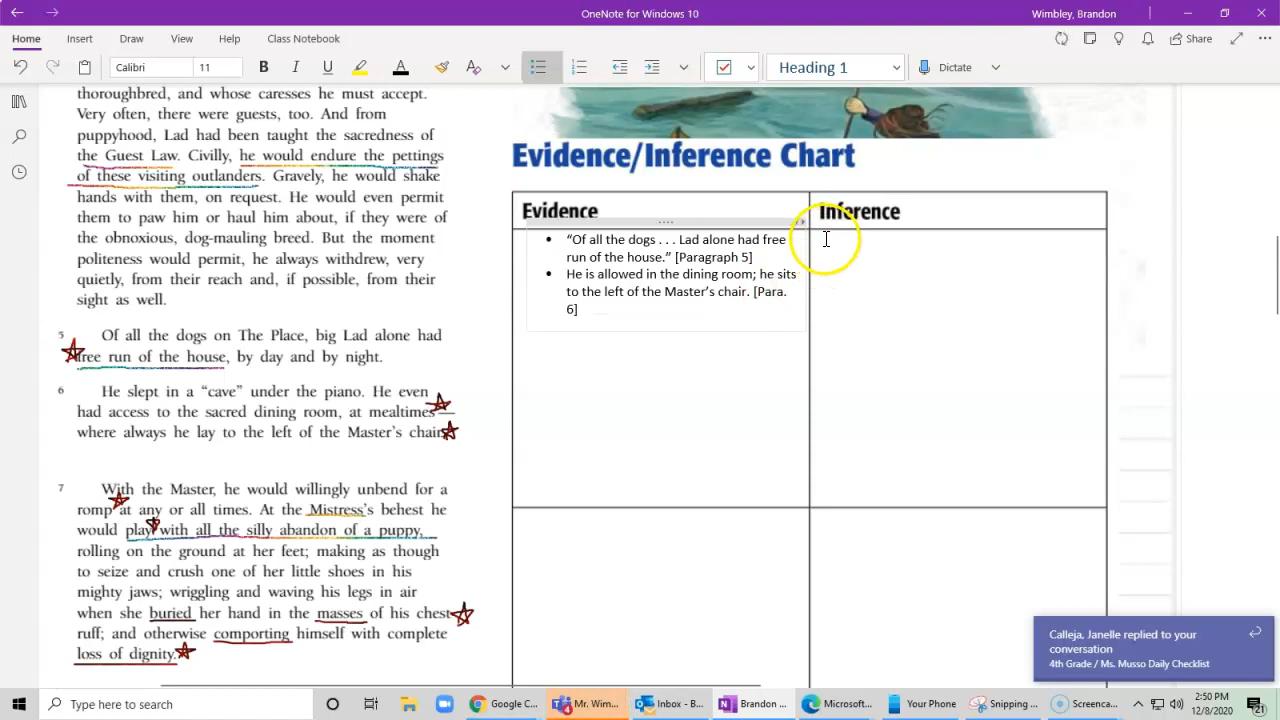 OneNote for Windows 10
Wimbley, Brandon
Home
Insert
Draw
View
Help
Class Notebook
Share
Calibri
11
B
I
U
A
Heading 1
Dictate
thoroughbred, and whose caresses he must accept.
Very often, there were guests, too. And from
puppyhood, Lad had been taught the sacredness of
the Guest Law. Civilly, he would endure the pettings
of these visiting outlanders. Gravely, he would shake
hands with them, on request. He would even permit
them to paw him or haul him about, if they were of
the obnoxious, dog-mauling breed. But the moment
politeness would permit, he always withdrew, very
quietly, from their reach and, if possible, from their
sight as well.
5 Of all the dogs on The Place, big Lad alone had
free run of the house, by day and by night.
6 He slept in a “cave” under the piano. He even
had access to the sacred dining room, at mealtimes—
where always he lay to the left of the Master’s chair.
7 With the Master, he would willingly unbend for a
romp at any or all times. At the Mistress’s behest he
would play with all the silly abandon of a puppy,
rolling on the ground at her feet; making as though
to seize and crush one of her little shoes in his
mighty jaws; wriggling and waving his legs in air
when she buried her hand in the masses of his chest
ruff; and otherwise comporting himself with complete
loss of dignity.
Evidence/Inference Chart
Evidence
Inference
• “Of all the dogs . . . Lad alone had free
run of the house.” [Paragraph 5]
• He is allowed in the dining room; he sits
to the left of the Master’s chair. [Para.
6]
Calleja, Janelle replied to your
conversation
4th Grade / Ms. Musso Daily Checklist
Type here to search
Google C...
Mr. Wim...
Inbox - B...
Brandon ...
Microsoft...
Your Phone
Snipping ...
Screenca...
2:50 PM
12/8/2020
21